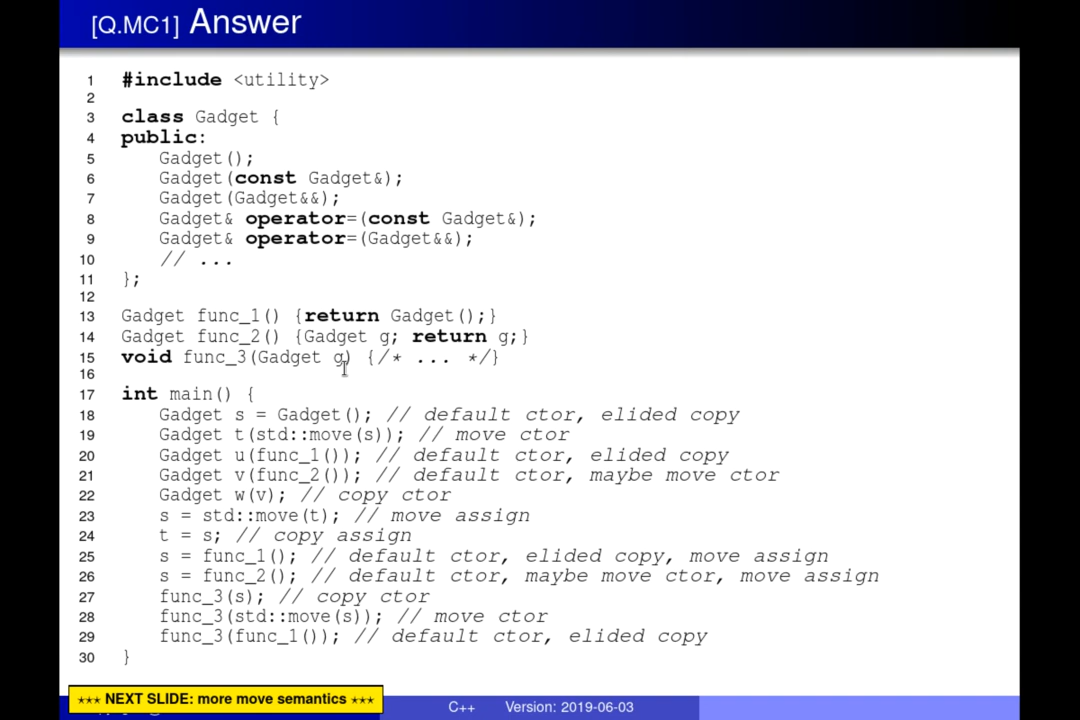 [Q.MC1] Answer
1 #include <utility>
2
3 class Gadget {
4 public:
5 Gadget();
6 Gadget(const Gadget&);
7 Gadget(Gadget&&);
8 Gadget& operator=(const Gadget&);
9 Gadget& operator=(Gadget&&);
10 // ...
11 };
12
13 Gadget func_1() {return Gadget();}
14 Gadget func_2() {Gadget g; return g;}
15 void func_3(Gadget g) {/* ... */}
16
17 int main() {
18 Gadget s = Gadget(); // default ctor, elided copy
19 Gadget t(std::move(s)); // move ctor
20 Gadget u(func_1()); // default ctor, elided copy
21 Gadget v(func_2()); // default ctor, maybe move ctor
22 Gadget w(v); // copy ctor
23 s = std::move(t); // move assign
24 t = s; // copy assign
25 s = func_1(); // default ctor, elided copy, move assign
26 s = func_2(); // default ctor, maybe move ctor, move assign
27 func_3(s); // copy ctor
28 func_3(std::move(s)); // move ctor
29 func_3(func_1()); // default ctor, elided copy
30 }
*** NEXT SLIDE: more move semantics ***
C++ Version: 2019-06-03